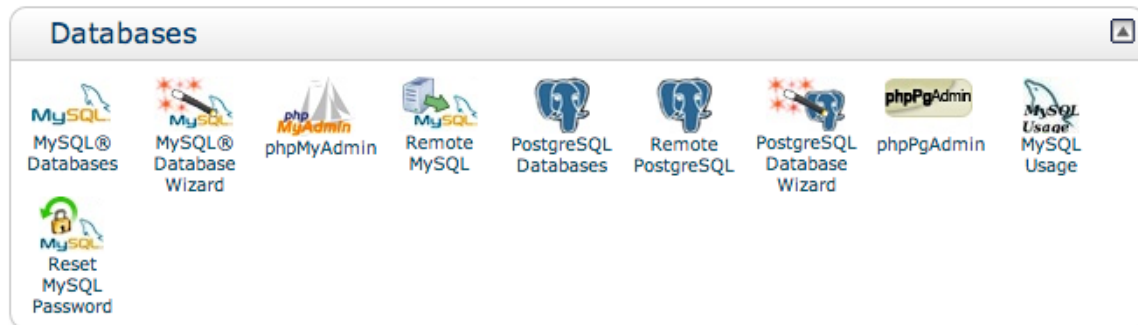 Databases
MySQL
MySQL®
Databases
MySQL
MySQL®
Database
Wizard
php
MyAdmin
phpMyAdmin
MySQL
Remote
MySQL
PostgreSQL
Databases
Remote
PostgreSQL
PostgreSQL
Database
Wizard
phpPgAdmin
phpPgAdmin
MySQL
Usage
MySQL
Usage
MySQL
Reset
MySQL
Password